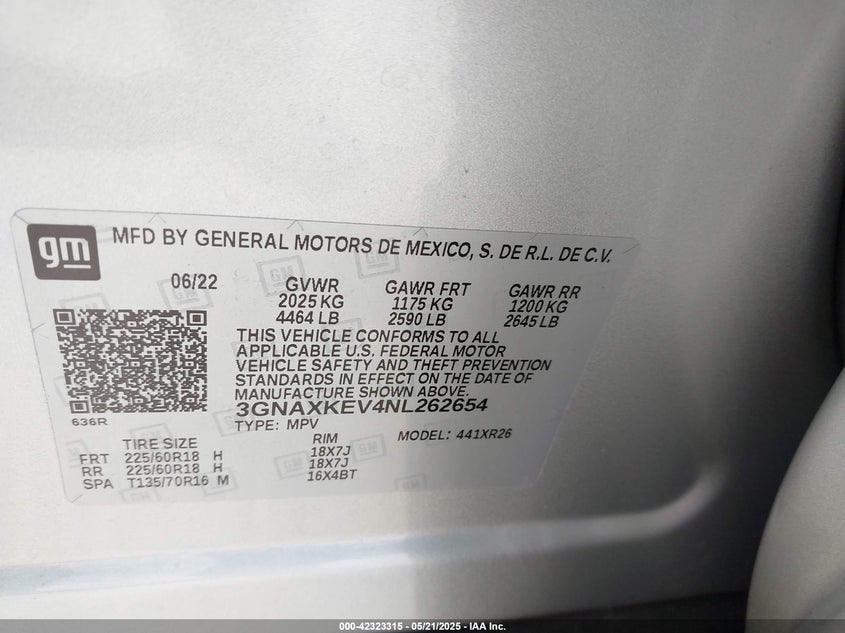 gm
MFD BY GENERAL MOTORS DE MEXICO, S. DE R.L. DE C.V.
06/22 GVWR GAWR FRT GAWR RR
2025 KG 1175 KG 1200 KG
4464 LB 2590 LB 2645 LB
THIS VEHICLE CONFORMS TO ALL
APPLICABLE U.S. FEDERAL MOTOR
VEHICLE SAFETY AND THEFT PREVENTION
STANDARDS IN EFFECT ON THE DATE OF
MANUFACTURE SHOWN ABOVE.
636R
3GNAXKEV4NL262654
TYPE: MPV MODEL: 441XR26
TIRE SIZE RIM
FRT 225/60R18 H 18X7J
RR 225/60R18 H 18X7J
SPA T135/70R16 M 16X4BT
000-42323315 - 05/21/2025 - IAA Inc.